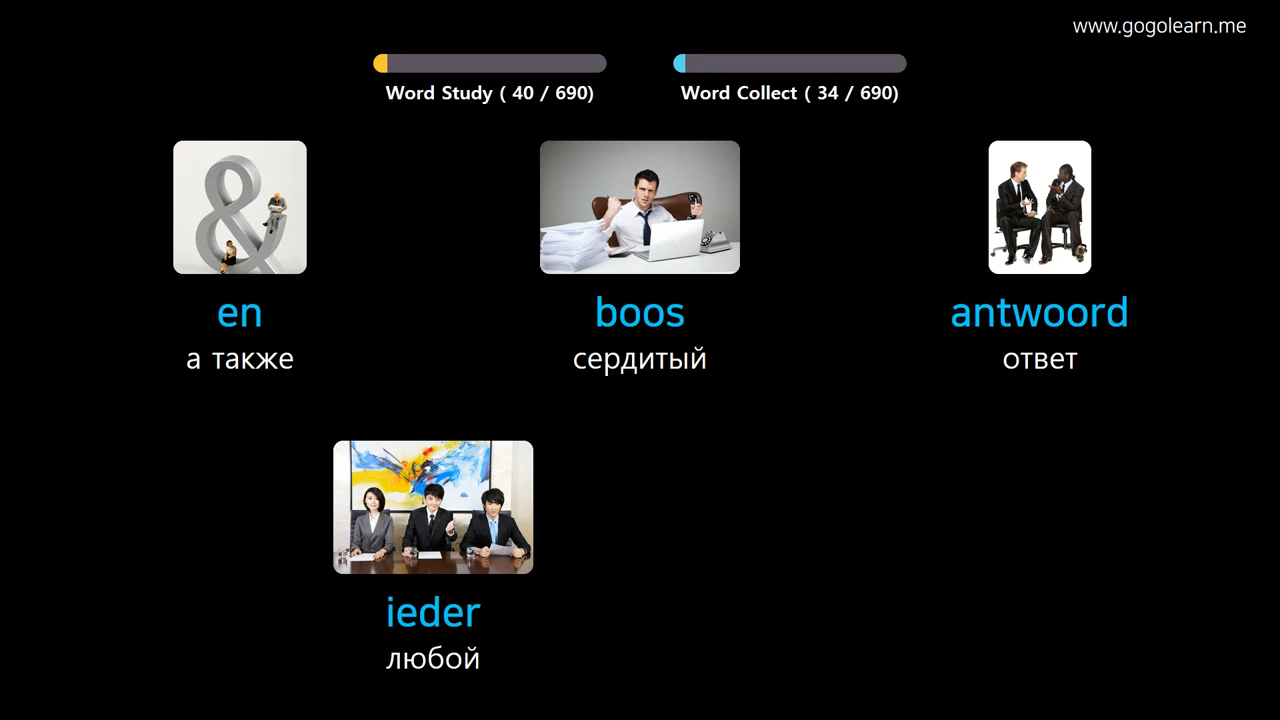 www.gogolearn.me
Word Study ( 40 / 690)
Word Collect ( 34 / 690)
&
en
boos
antwoord
а также
сердитый
ответ
ieder
любой